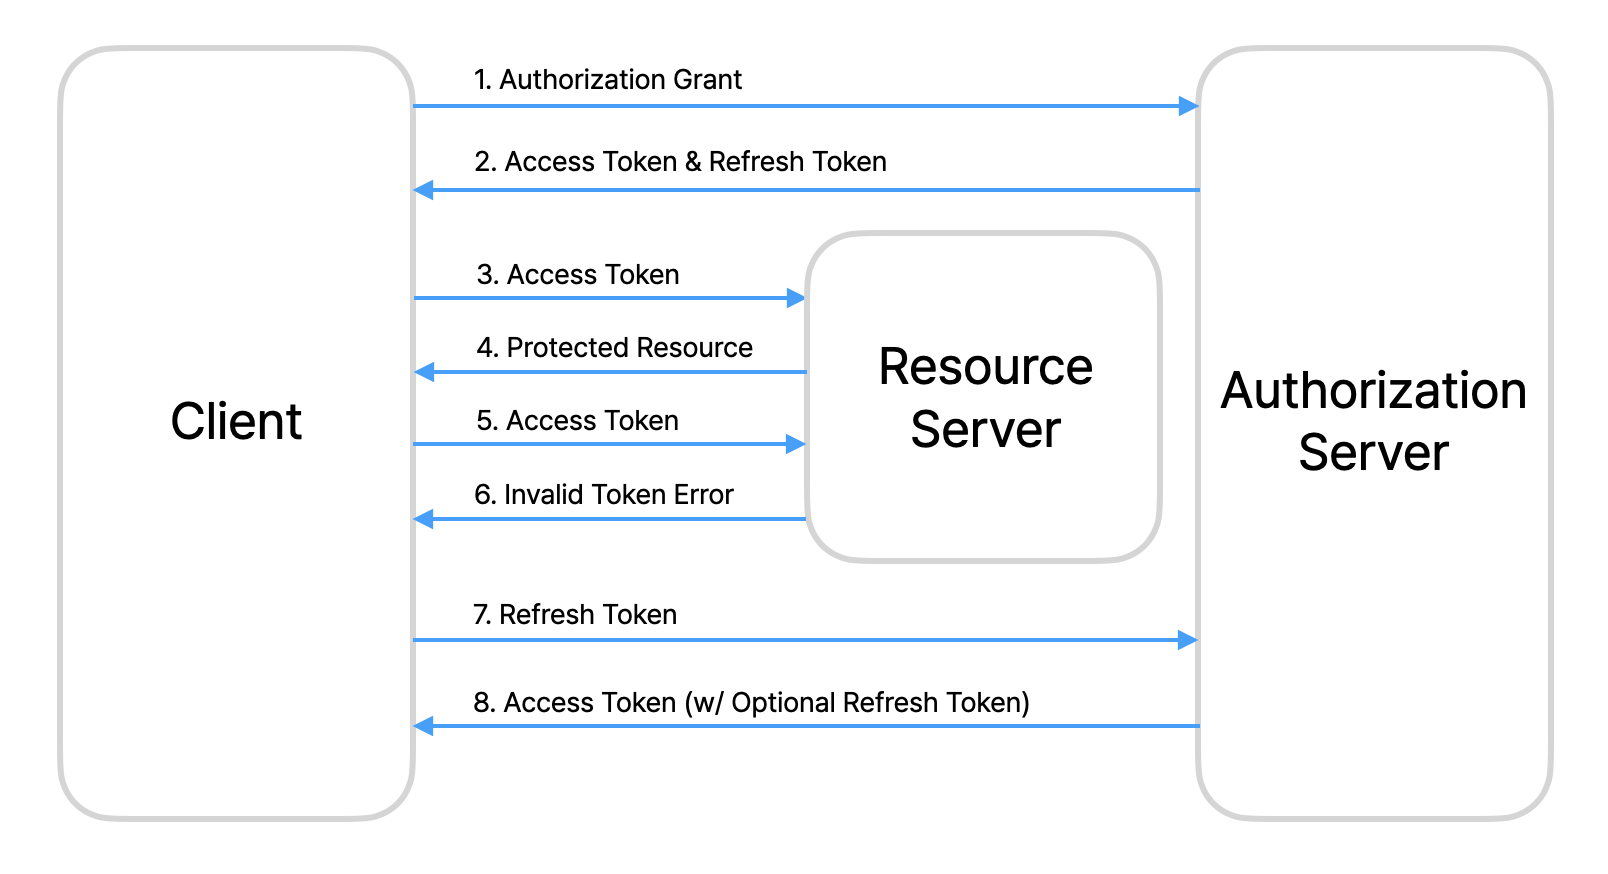 1. Authorization Grant
2. Access Token & Refresh Token
3. Access Token
4. Protected Resource
5. Access Token
6. Invalid Token Error
7. Refresh Token
8. Access Token (w/ Optional Refresh Token)
Client
Resource
Server
Authorization
Server